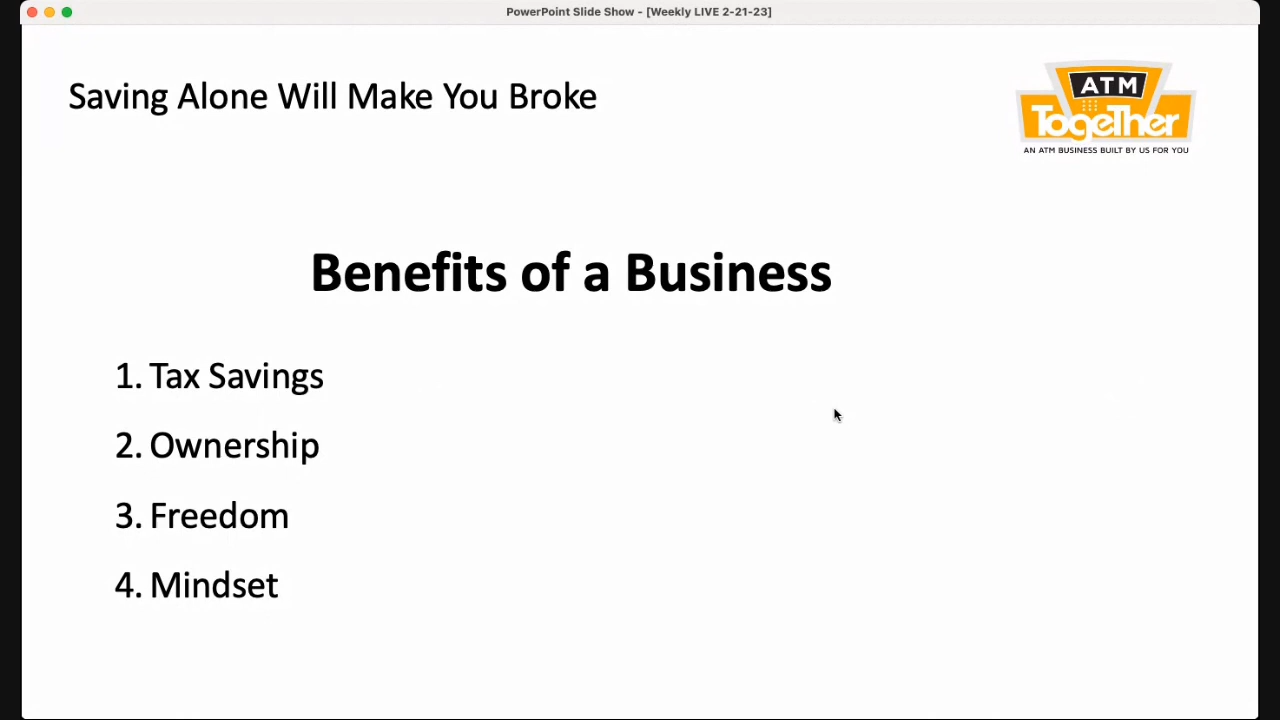 PowerPoint Slide Show - [Weekly LIVE 2-21-23]
Saving Alone Will Make You Broke
ATM
Together
AN ATM BUSINESS BUILT BY US FOR YOU
Benefits of a Business
1. Tax Savings
2. Ownership
3. Freedom
4. Mindset